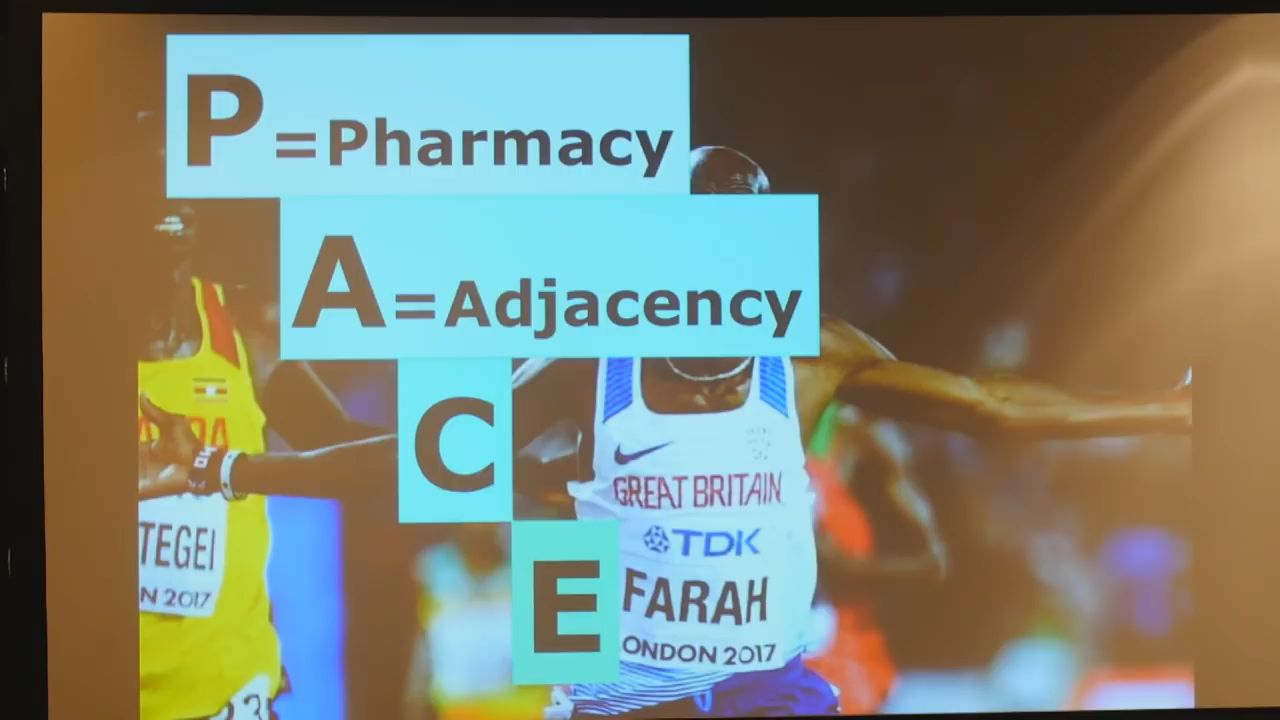 P=Pharmacy
A=Adjacency
C
E
GREAT BRITAIN
TDK
FARAH
ONDON 2017
TEGEI
N 2017